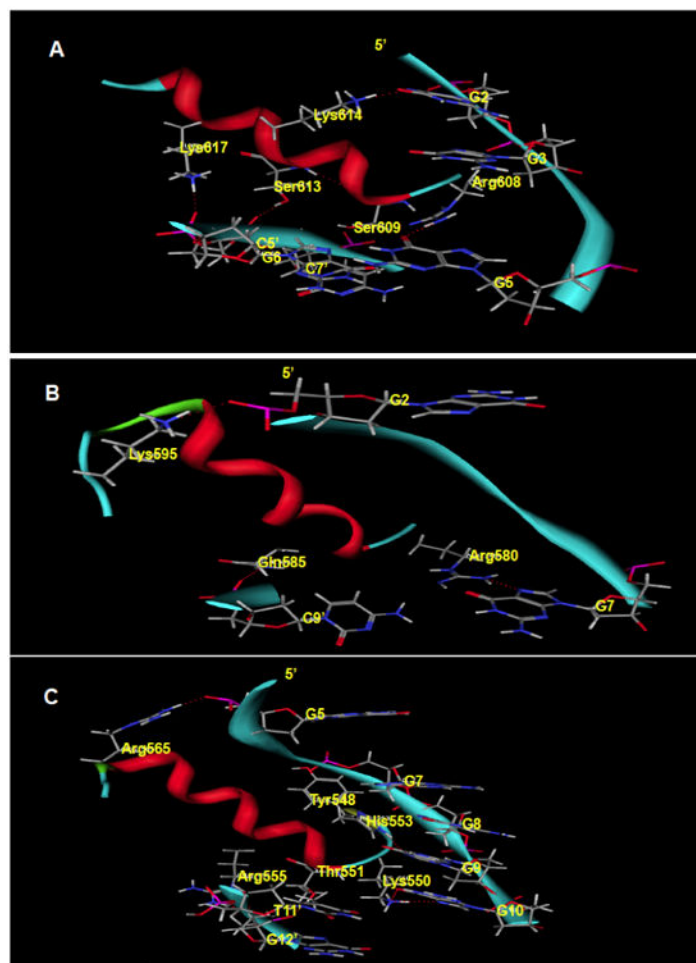 A
5'
Lys614
G2
Lys617
G3
Ser613
Arg608
Ser609
C5'
G6
C7'
G5
B
5'
G2
Lys595
Gln585
Arg580
C9'
G7
C
5'
G5
Arg565
G7
Tyr548
His553
G8
Thr551
G9
Arg555
Lys550
T11'
G10
G12'